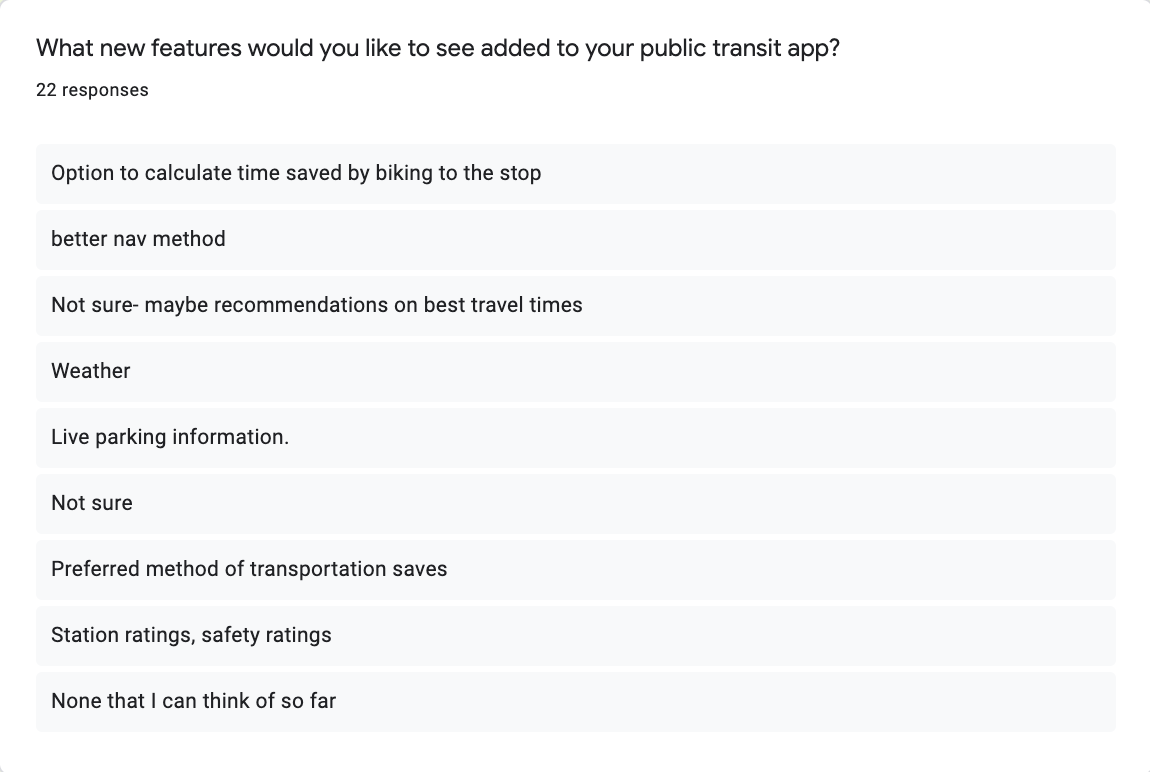 What new features would you like to see added to your public transit app?
22 responses
Option to calculate time saved by biking to the stop
better nav method
Not sure- maybe recommendations on best travel times
Weather
Live parking information.
Not sure
Preferred method of transportation saves
Station ratings, safety ratings
None that I can think of so far